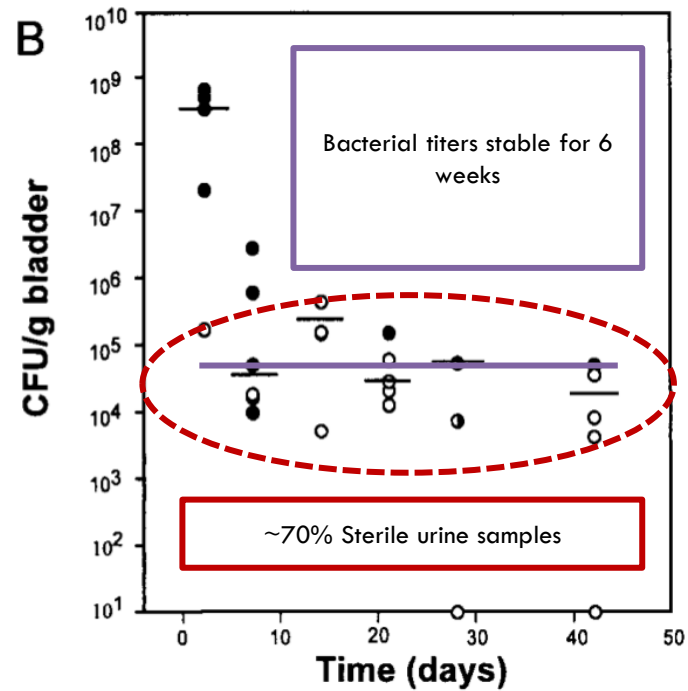 B
CFU/g bladder
10^10
10^9
10^8
10^7
10^6
10^5
10^4
10^3
10^2
10^1
Bacterial titers stable for 6
weeks
~70% Sterile urine samples
0 10 20 30 40 50
Time (days)